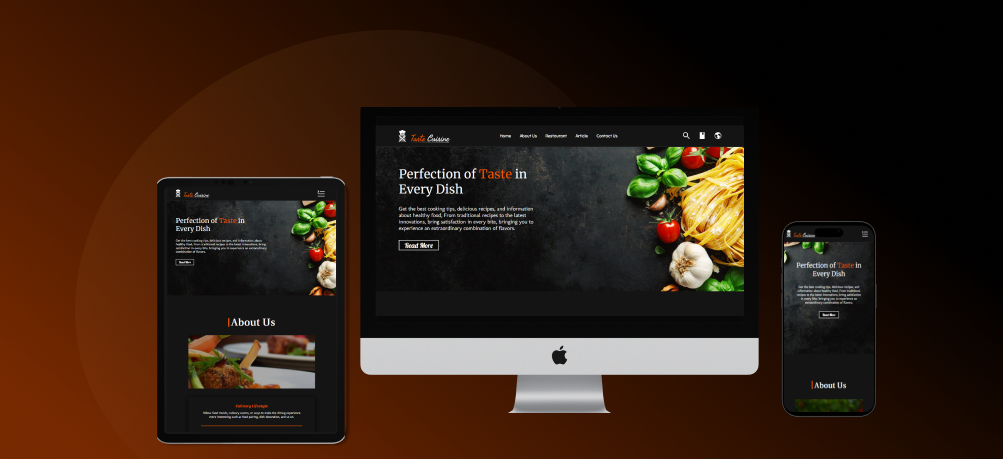 Taste Cuisine
Home About Us Restaurant Article Contact Us
Perfection of Taste in
Every Dish
Get the best cooking tips, delicious recipes, and information
about healthy food. From traditional recipes to the latest
innovations, bring satisfaction in every bite, bringing you to
experience an extraordinary combination of flavors.
Read More
Taste Cuisine
Perfection of Taste in
Every Dish
Get the best cooking tips, delicious recipes, and information about
healthy food. From traditional recipes to the latest innovations, bring
satisfaction in every bite, bringing you to experience an extraordinary
combination of flavors.
Read More
About Us
Culinary Lifestyle
Taste Cuisine
Perfection of Taste in
Every Dish
Get the best cooking tips, delicious recipes, and
information about healthy food. From traditional
recipes to the latest innovations, bring satisfaction
in every bite, bringing you to experience an
extraordinary combination of flavors.
Read More
About Us